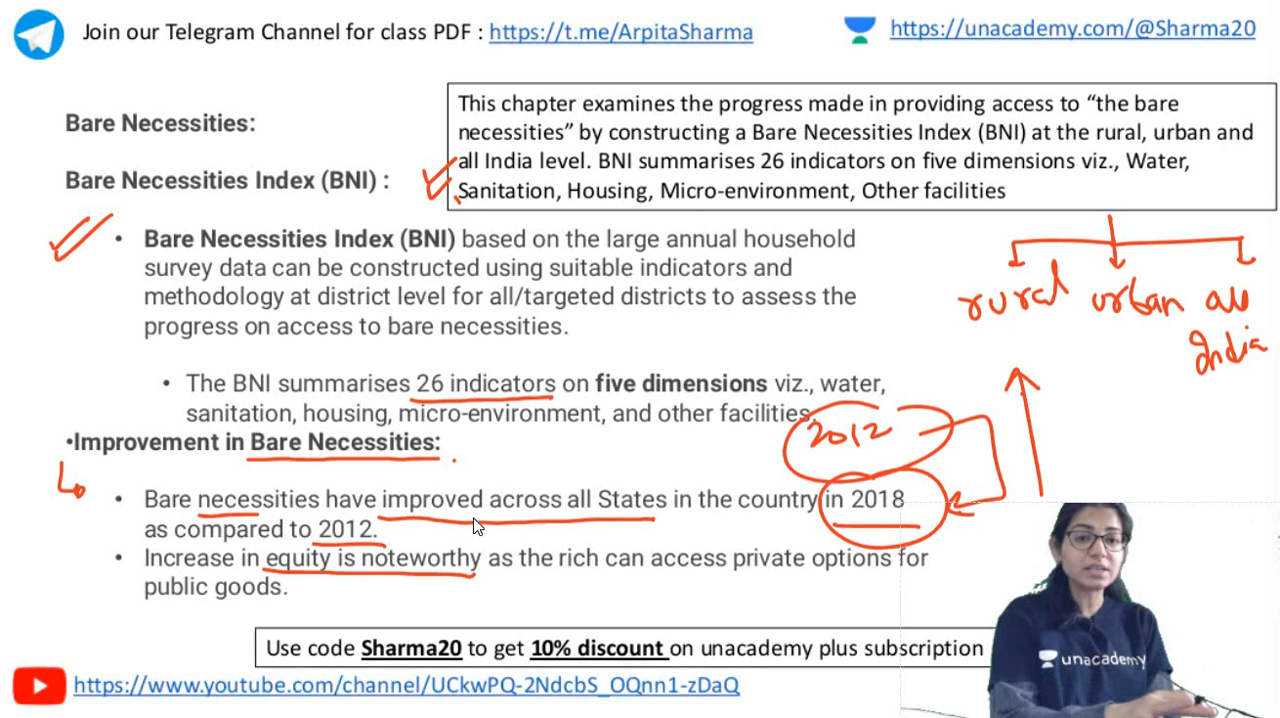 Join our Telegram Channel for class PDF : https://t.me/ArpitaSharma
https://unacademy.com/@Sharma20
Bare Necessities:
This chapter examines the progress made in providing access to “the bare
necessities” by constructing a Bare Necessities Index (BNI) at the rural, urban and
all India level. BNI summarises 26 indicators on five dimensions viz., Water,
Sanitation, Housing, Micro-environment, Other facilities
Bare Necessities Index (BNI) :
• Bare Necessities Index (BNI) based on the large annual household
survey data can be constructed using suitable indicators and
methodology at district level for all/targeted districts to assess the
progress on access to bare necessities.
rural urban all
India
• The BNI summarises 26 indicators on five dimensions viz., water,
sanitation, housing, micro-environment, and other facilities.
2012
•Improvement in Bare Necessities:
• Bare necessities have improved across all States in the country in 2018
as compared to 2012.
• Increase in equity is noteworthy as the rich can access private options for
public goods.
Use code Sharma20 to get 10% discount on unacademy plus subscription
unacademy
https://www.youtube.com/channel/UCkwPQ-2NdcbS_OQnn1-zDaQ